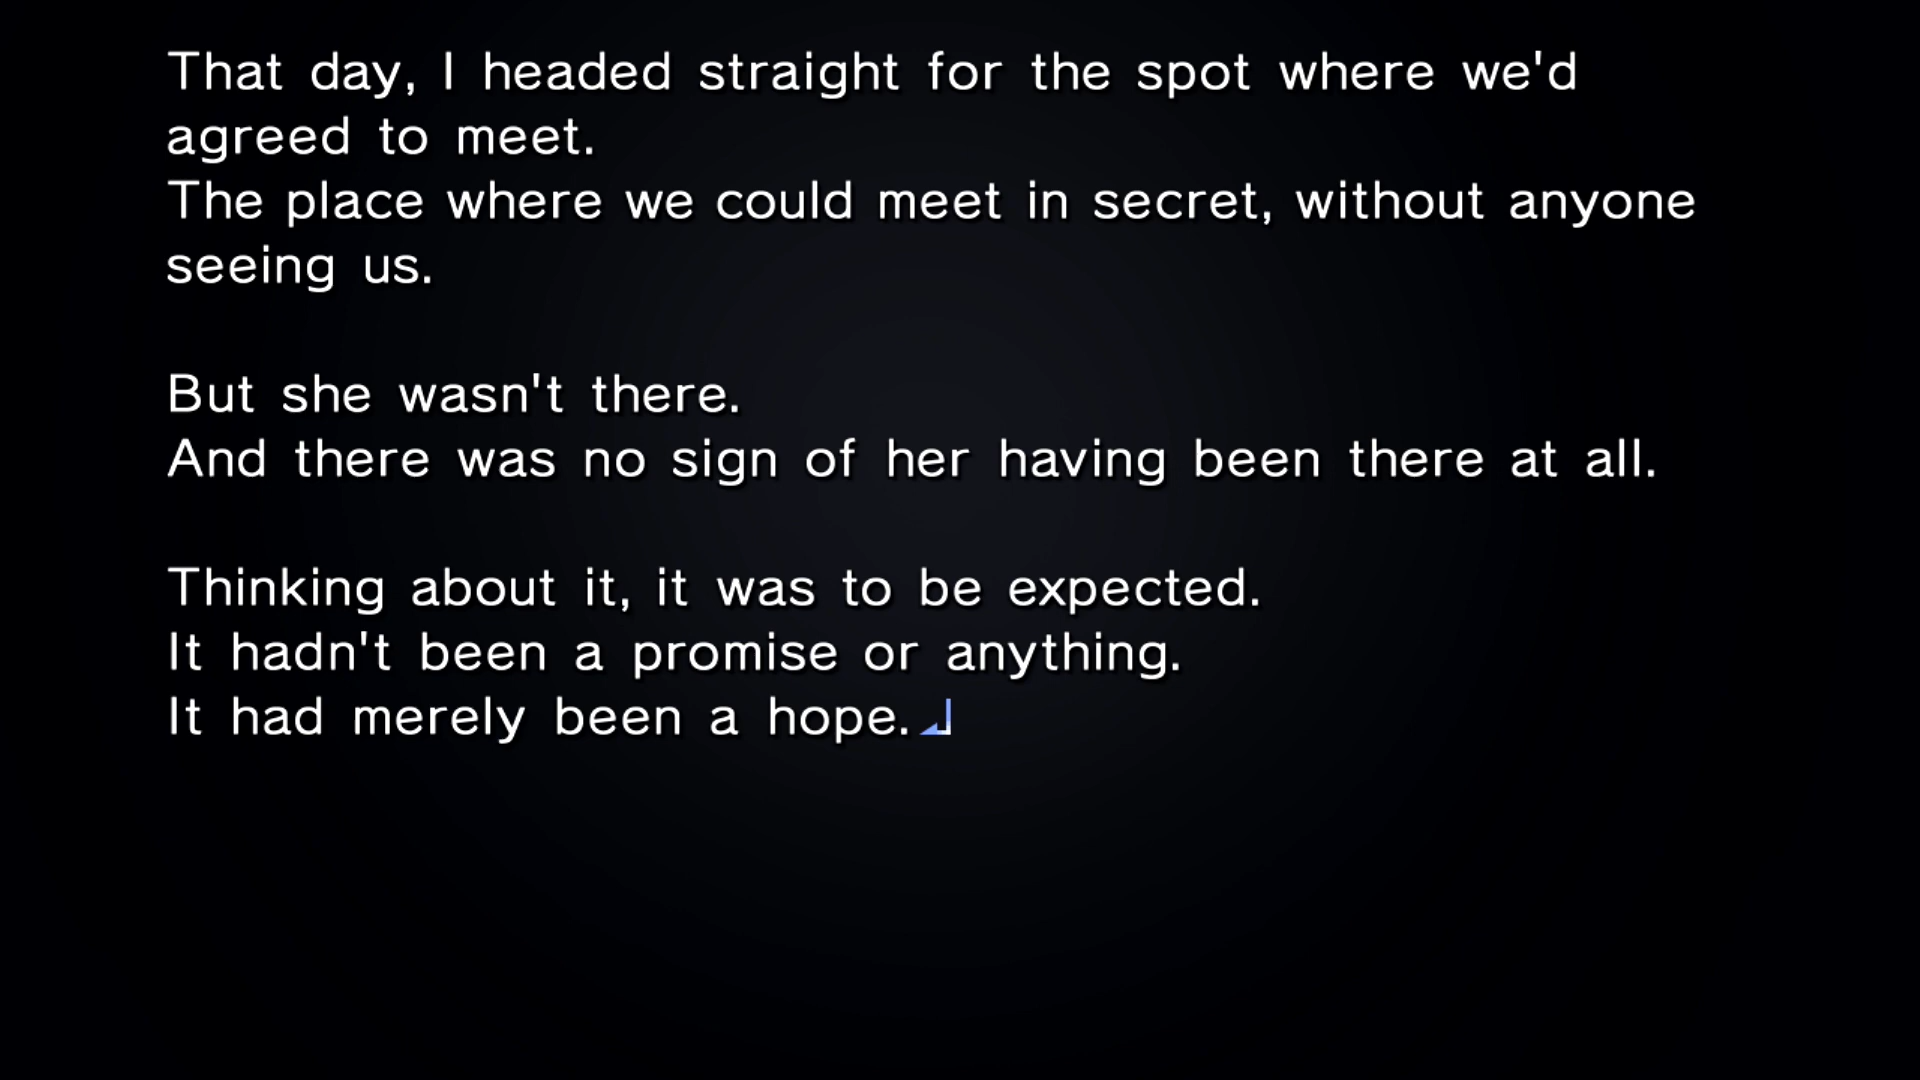 That day, I headed straight for the spot where we'd
agreed to meet.
The place where we could meet in secret, without anyone
seeing us.
But she wasn't there.
And there was no sign of her having been there at all.
Thinking about it, it was to be expected.
It hadn't been a promise or anything.
It had merely been a hope.